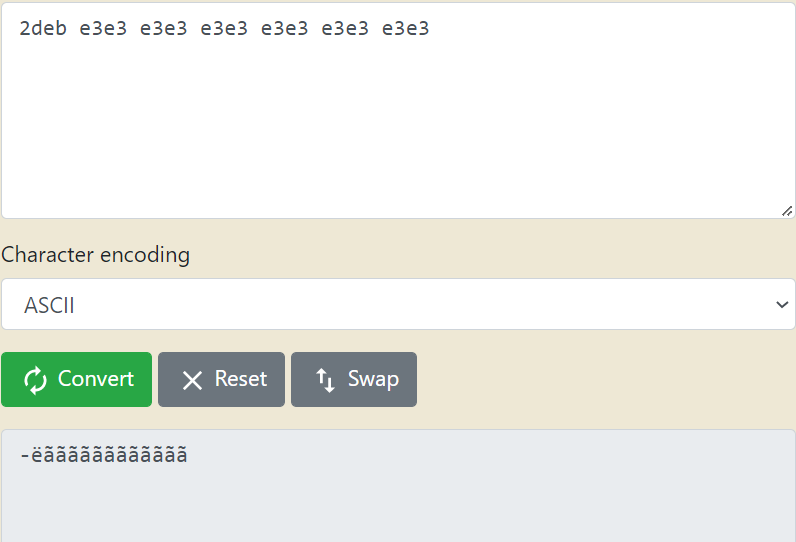 2deb e3e3 e3e3 e3e3 e3e3 e3e3 e3e3
Character encoding
ASCII
Convert
Reset
Swap
-ëãããããããããããã